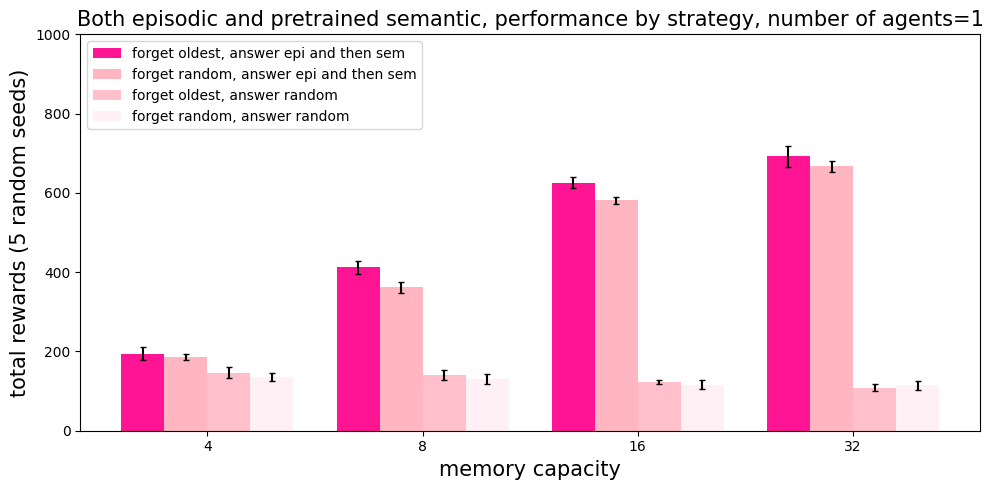 Both episodic and pretrained semantic, performance by strategy, number of agents=1
total rewards (5 random seeds)
1000
800
600
400
200
0
forget oldest, answer epi and then sem
forget random, answer epi and then sem
forget oldest, answer random
forget random, answer random
4
8
16
32
memory capacity